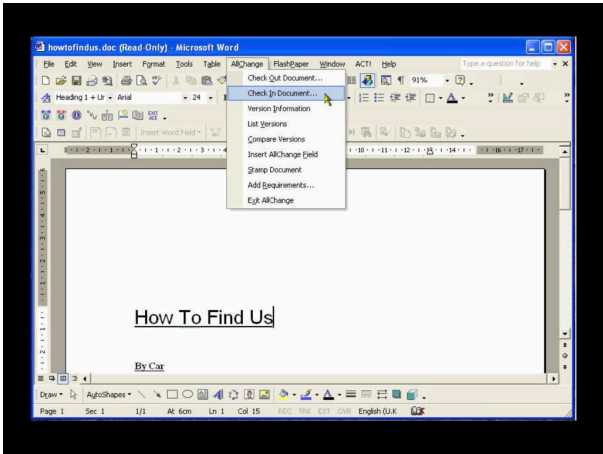 howtofindus.doc (Read-Only) - Microsoft Word
File Edit View Insert Format Tools Table AllChange FlashPaper Window ACT! Help Type a question for help
Check Out Document...
91%
Heading 1 + Ur Arial 24
Check In Document...
Version Information
List Versions
Insert Word Field
Compare Versions
Insert AllChange Field
Stamp Document
Add Requirements...
Exit AllChange
How To Find Us
By Car
Draw AutoShapes
Page 1 Sec 1 1/1 At 6cm Ln 1 Col 15 REC TRK EXT OVR English (U.K